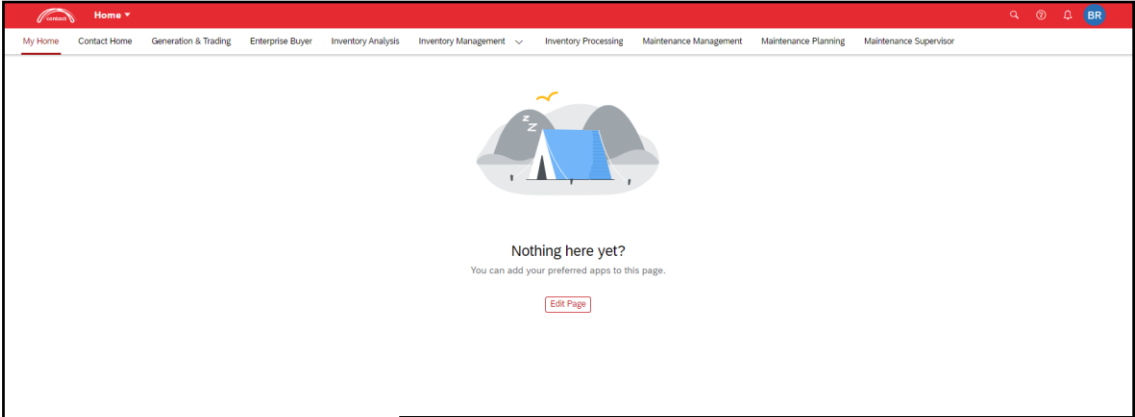 contact Home BR
My Home Contact Home Generation & Trading Enterprise Buyer Inventory Analysis Inventory Management Inventory Processing Maintenance Management Maintenance Planning Maintenance Supervisor
z
Z
Nothing here yet?
You can add your preferred apps to this page.
Edit Page